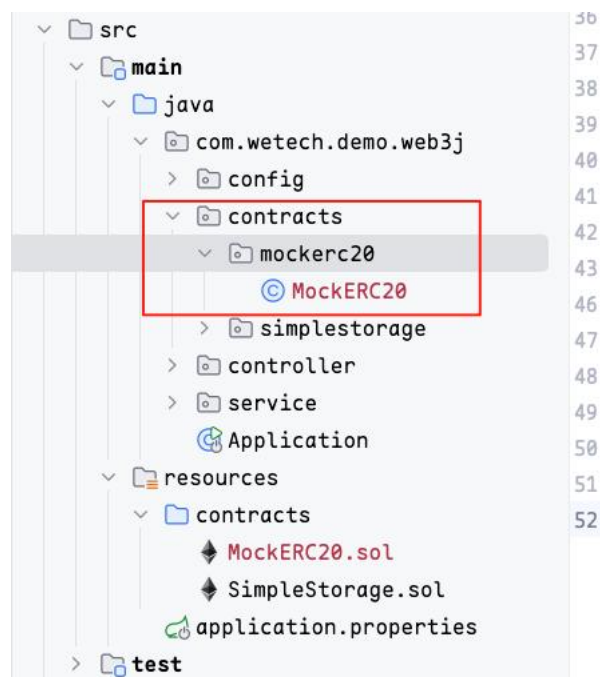 src
36
main
37
java
38
com.wetech.demo.web3j
39
config
40
contracts
41
mockerc20
42
MockERC20
43
simplestorage
46
controller
47
service
48
Application
49
resources
50
contracts
51
MockERC20.sol
52
SimpleStorage.sol
application.properties
test